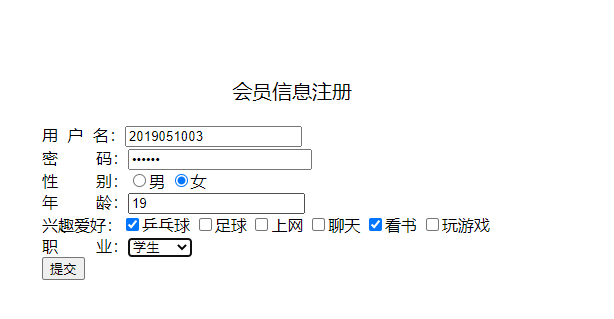 会员信息注册
用 户 名: 2019051003
密 码: ••••••
性 别: 男 女
年 龄: 19
兴趣爱好: 乒乓球 足球 上网 聊天 看书 玩游戏
职 业: 学生
提交